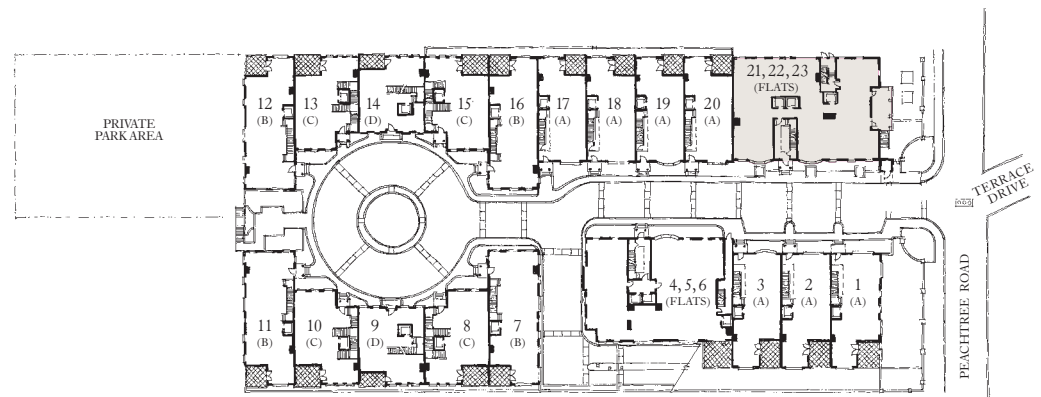 PRIVATE
PARK AREA
12
(B)
13
(C)
14
(D)
15
(C)
16
(B)
17
(A)
18
(A)
19
(A)
20
(A)
21, 22, 23
(FLATS)
TERRACE
DRIVE
11
(B)
10
(C)
9
(D)
8
(C)
7
(B)
4, 5, 6
(FLATS)
3
(A)
2
(A)
1
(A)
PEACHTREE ROAD